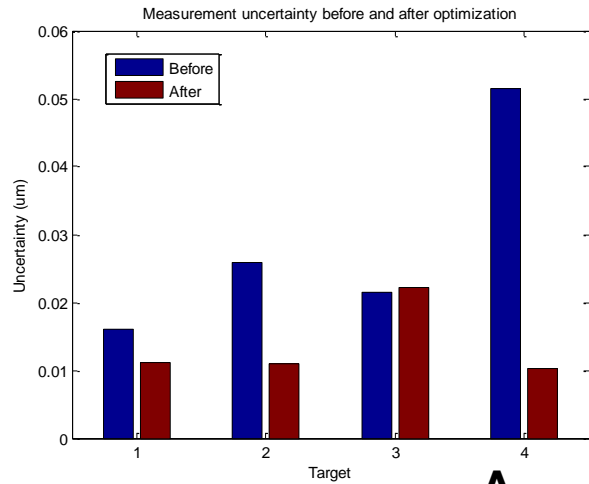 Measurement uncertainty before and after optimization
0.06
0.05
0.04
0.03
0.02
0.01
0
Uncertainty (um)
Before
After
1 2 3 4
Target
A